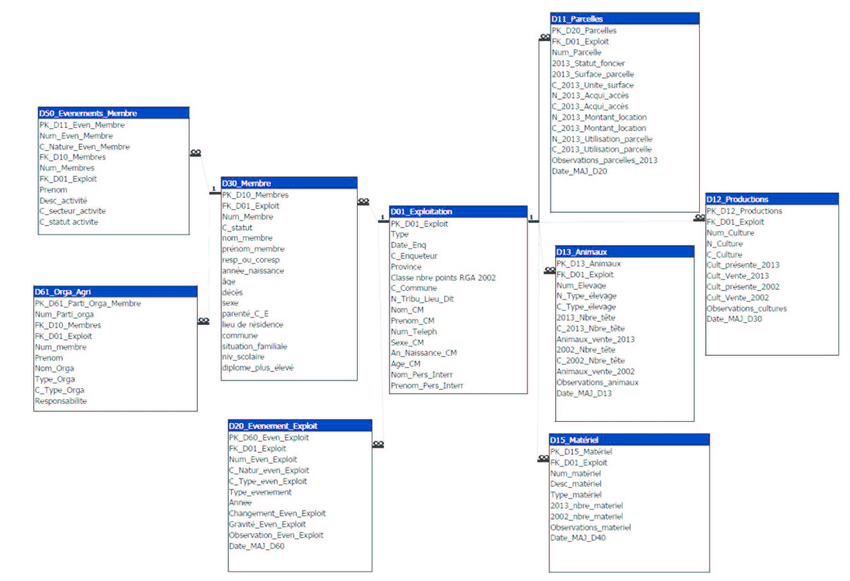 D50_Evenements_Membre
PK_D11_Even_Membre
Num_Even_Membre
C_Nature_Even_Membre
FK_D10_Membres
Num_Membres
FK_D01_Exploit
Prenom
Desc_activité
C_secteur_activite
C_statut activite
D61_Orga_Agri
PK_D61_Parti_Orga_Membre
Num_Parti_orga
FK_D10_Membres
FK_D01_Exploit
Num_membre
Prenom
Nom_Orga
Type_Orga
C_Type_Orga
Responsabilite
D30_Membre
PK_D10_Membres
FK_D01_Exploit
Num_Membre
C_statut
nom_membre
prénom_membre
resp_ou_coresp
année_naissance
âge
décés
sexe
parenté_C_E
lieu de résidence
commune
situation_familiale
niv_scolaire
diplome_plus_élevé
D20_Evenement_Exploit
PK_D60_Even_Exploit
FK_D01_Exploit
Num_Even_Exploit
C_Natur_even_Exploit
C_Type_even_Exploit
Type_evenement
Annee
Changement_Even_Exploit
Gravité_Even_Exploit
Observation_Even_Exploit
Date_MAJ_D60
D01_Exploitation
PK_D01_Exploit
Type
Date_Enq
C_Enqueteur
Province
Classe nbre points RGA 2002
C_Commune
N_Tribu_Lieu_Dit
Nom_CM
Prenom_CM
Num_Teleph
Sexe_CM
An_Naissance_CM
Age_CM
Nom_Pers_Interr
Prenom_Pers_Interr
D11_Parcelles
PK_D20_Parcelles
FK_D01_Exploit
Num_Parcelle
2013_Statut_foncier
2013_Surface_parcelle
C_2013_Unite_surface
N_2013_Acqui_accès
C_2013_Acqui_accès
N_2013_Montant_location
C_2013_Montant_location
N_2013_Utilisation_parcelle
C_2013_Utilisation_parcelle
Observations_parcelles_2013
Date_MAJ_D20
D13_Animaux
PK_D13_Animaux
FK_D01_Exploit
Num_Elevage
N_Type_élevage
C_Type_élevage
2013_Nbre_tête
C_2013_Nbre_tête
Animaux_vente_2013
2002_Nbre_tête
C_2002_Nbre_tête
Animaux_vente_2002
Observations_animaux
Date_MAJ_D13
D15_Matériel
PK_D15_Matériel
FK_D01_Exploit
Num_matériel
Desc_matériel
Type_matériel
2013_nbre_materiel
2002_nbre_materiel
Observations_materiel
Date_MAJ_D40
D12_Productions
PK_D12_Productions
FK_D01_Exploit
Num_Culture
N_Culture
C_Culture
Cult_présente_2013
Cult_Vente_2013
Cult_présente_2002
Cult_Vente_2002
Observations_cultures
Date_MAJ_D30
∞
1
∞
∞
1
∞
1
∞
∞
∞
∞